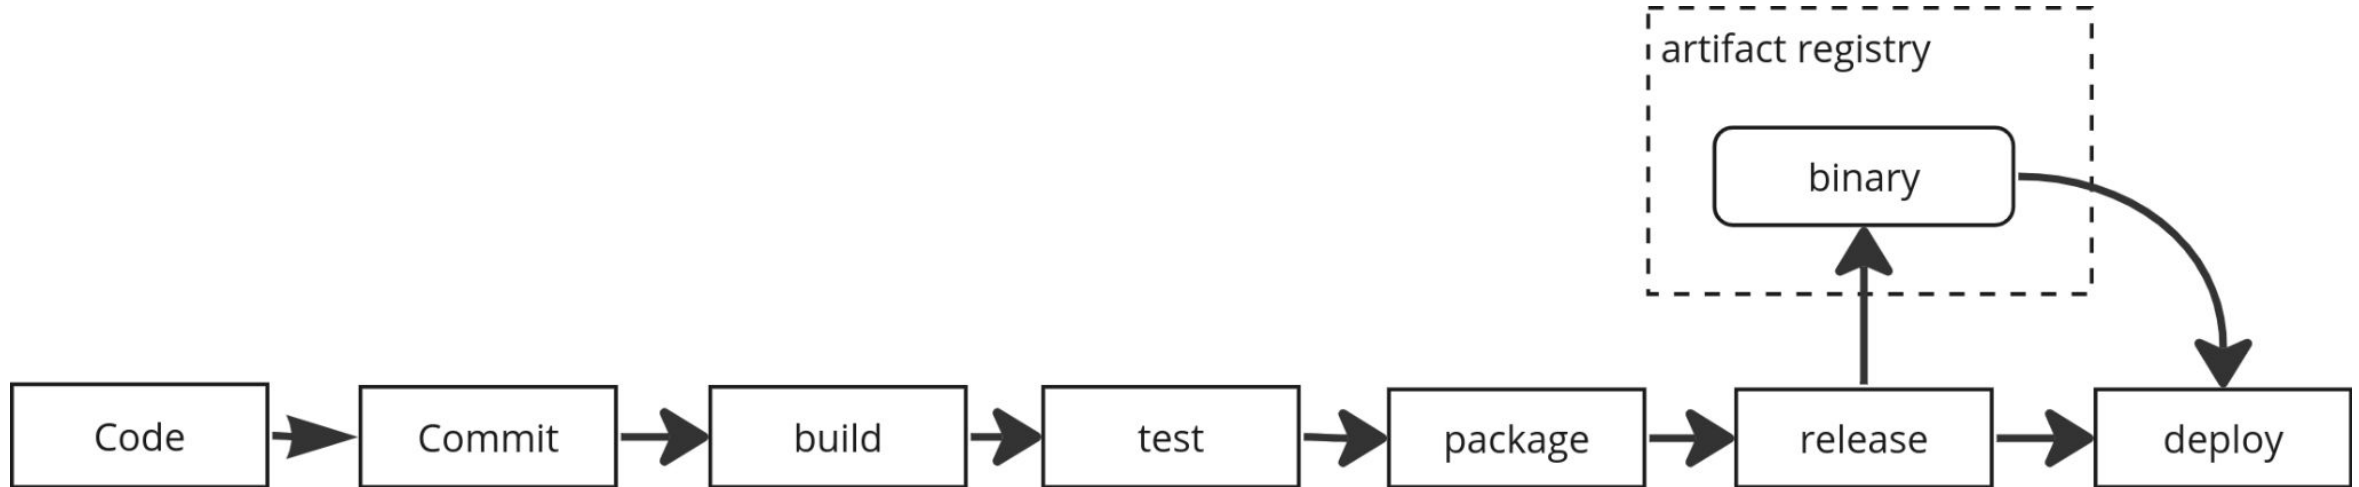 artifact registry
binary
Code
Commit
build
test
package
release
deploy